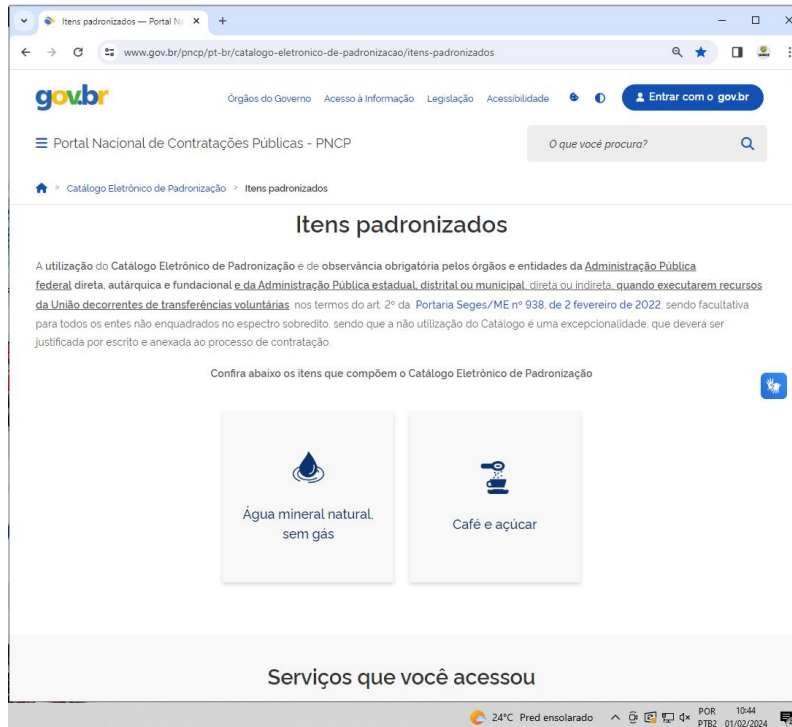 Itens padronizados — Portal Na
www.gov.br/pncp/pt-br/catalogo-eletronico-de-padronizacao/itens-padronizados
gov.br
Órgãos do Governo Acesso à Informação Legislação Acessibilidade Entrar com o gov.br
Portal Nacional de Contratações Públicas - PNCP
O que você procura?
Catálogo Eletrônico de Padronização > Itens padronizados
Itens padronizados
A utilização do Catálogo Eletrônico de Padronização é de observância obrigatória pelos órgãos e entidades da Administração Pública
federal direta, autárquica e fundacional e da Administração Pública estadual, distrital ou municipal, direta ou indireta, quando executarem recursos
da União decorrentes de transferências voluntárias, nos termos do art. 2º da Portaria Seges/ME nº 938, de 2 fevereiro de 2022, sendo facultativa
para todos os entes não enquadrados no espectro sobredito, sendo que a não utilização do Catálogo é uma excepcionalidade, que deverá ser
justificada por escrito e anexada ao processo de contratação.
Confira abaixo os itens que compõem o Catálogo Eletrônico de Padronização
Água mineral natural,
sem gás
Café e açúcar
Serviços que você acessou
24°C Pred ensolarado
POR
PTB2
10:44
01/02/2024